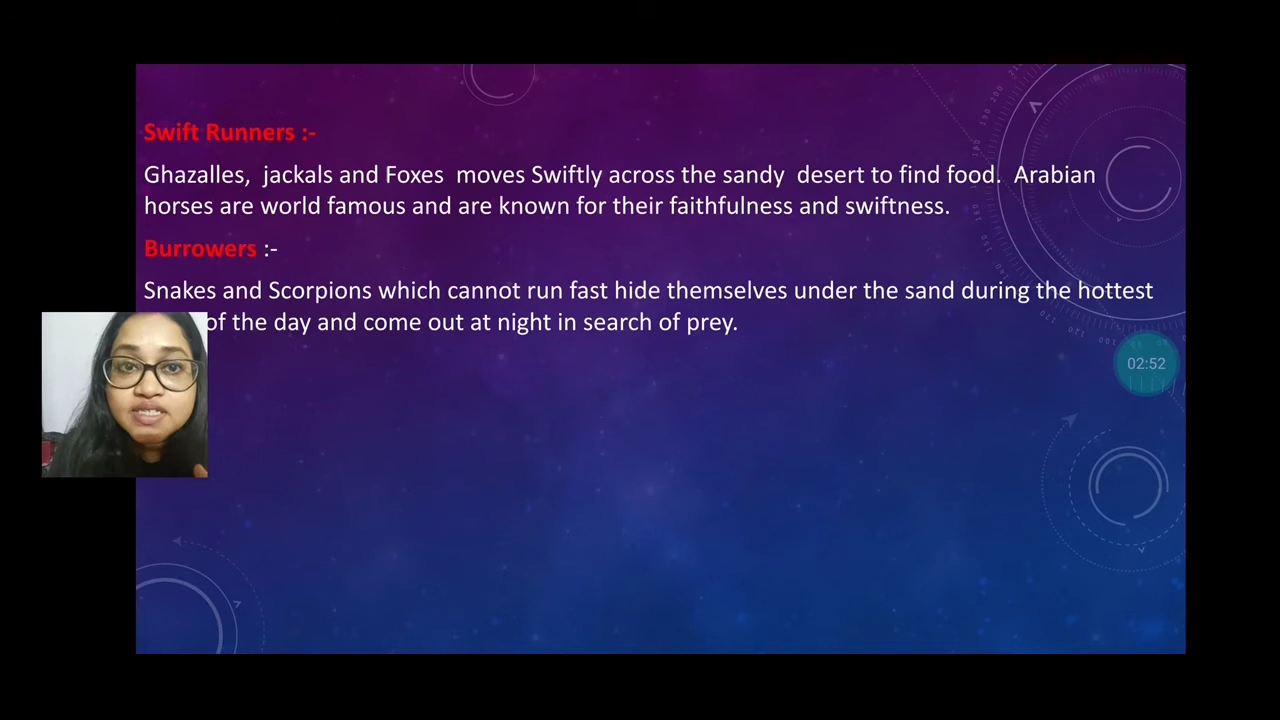 Swift Runners :-
Ghazalles, jackals and Foxes moves Swiftly across the sandy desert to find food. Arabian
horses are world famous and are known for their faithfulness and swiftness.
Burrowers :-
Snakes and Scorpions which cannot run fast hide themselves under the sand during the hottest
of the day and come out at night in search of prey.
02:52